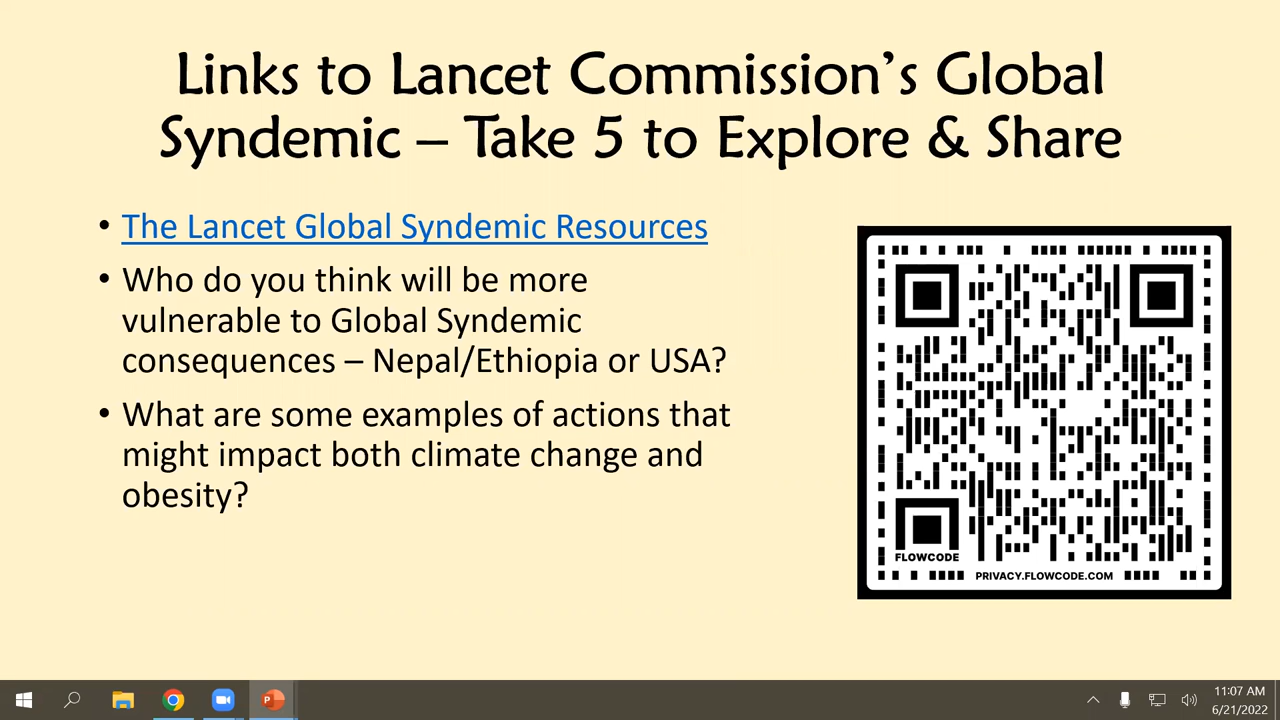 Links to Lancet Commission’s Global
Syndemic – Take 5 to Explore & Share
• The Lancet Global Syndemic Resources
• Who do you think will be more
vulnerable to Global Syndemic
consequences – Nepal/Ethiopia or USA?
• What are some examples of actions that
might impact both climate change and
obesity?
FLOWCODE
PRIVACY.FLOWCODE.COM
P
11:07 AM
6/21/2022